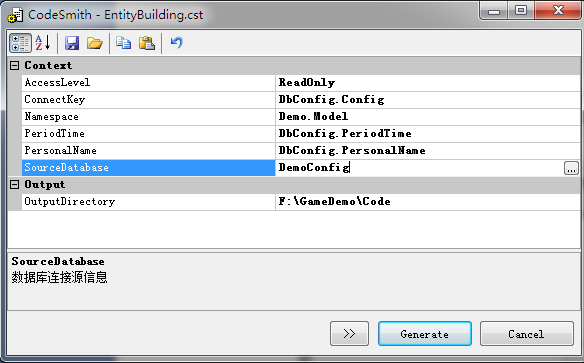 CodeSmith - EntityBuilding.cst
Context
AccessLevel ReadOnly
ConnectKey DbConfig.Config
Namespace Demo.Model
PeriodTime DbConfig.PeriodTime
PersonalName DbConfig.PersonalName
SourceDatabase DemoConfig ...
Output
OutputDirectory F:\GameDemo\Code
SourceDatabase
数据库连接源信息
>> Generate Cancel